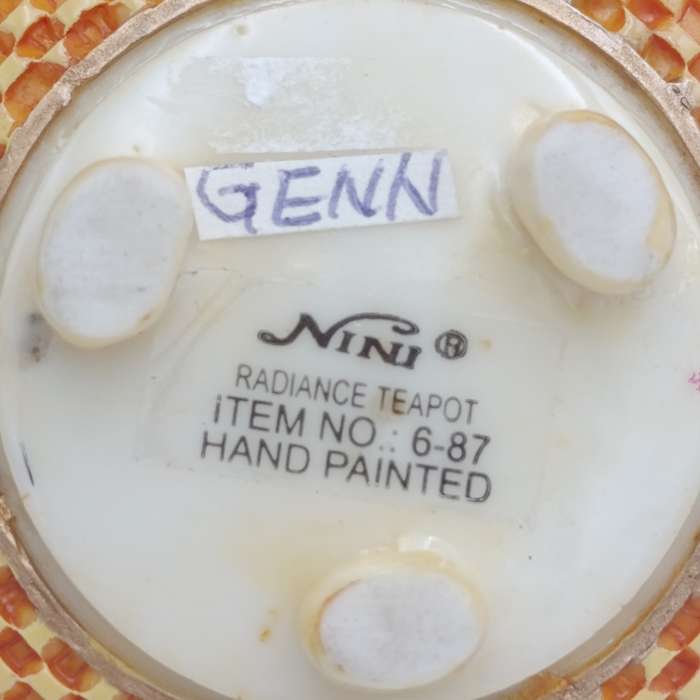 GENN
NINI ®
RADIANCE TEAPOT
ITEM NO.: 6-87
HAND PAINTED